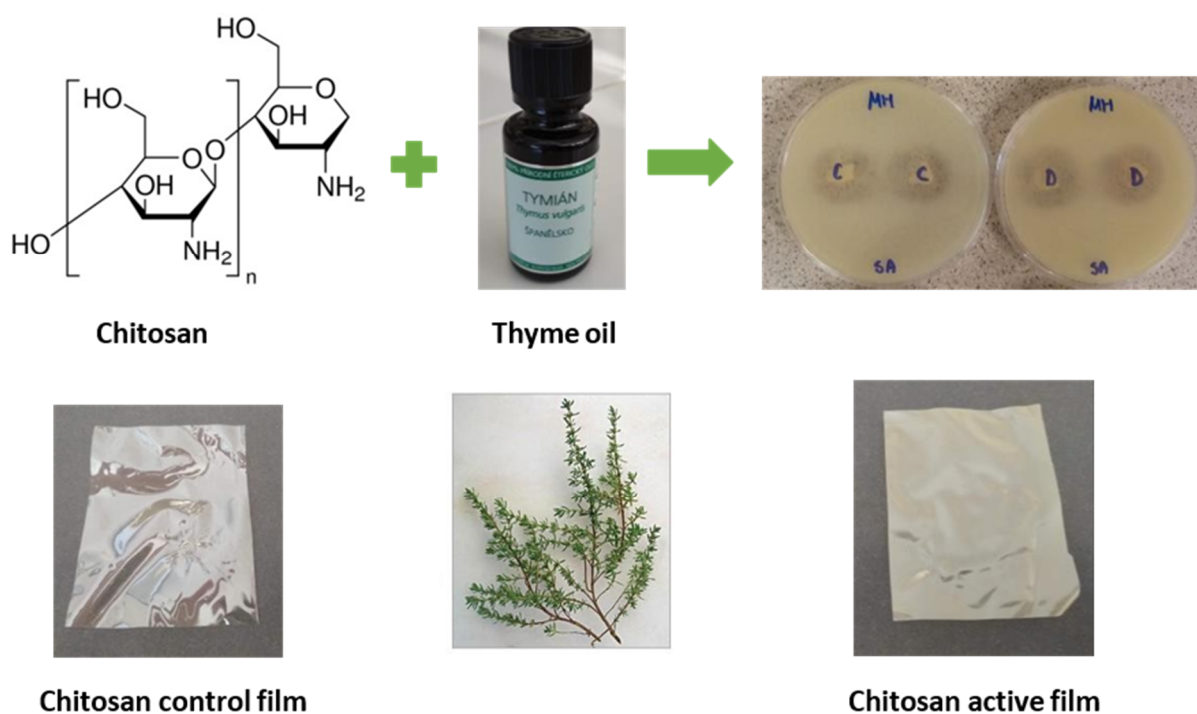 HO
HO
O
OH
O
O
OH
NH₂
HO
NH₂
n
TYMIÁN
Thymus vulgaris
ŠPANĚLSKO
MH
C
C
SA
MH
D
D
SA
Chitosan
Thyme oil
Chitosan control film
Chitosan active film